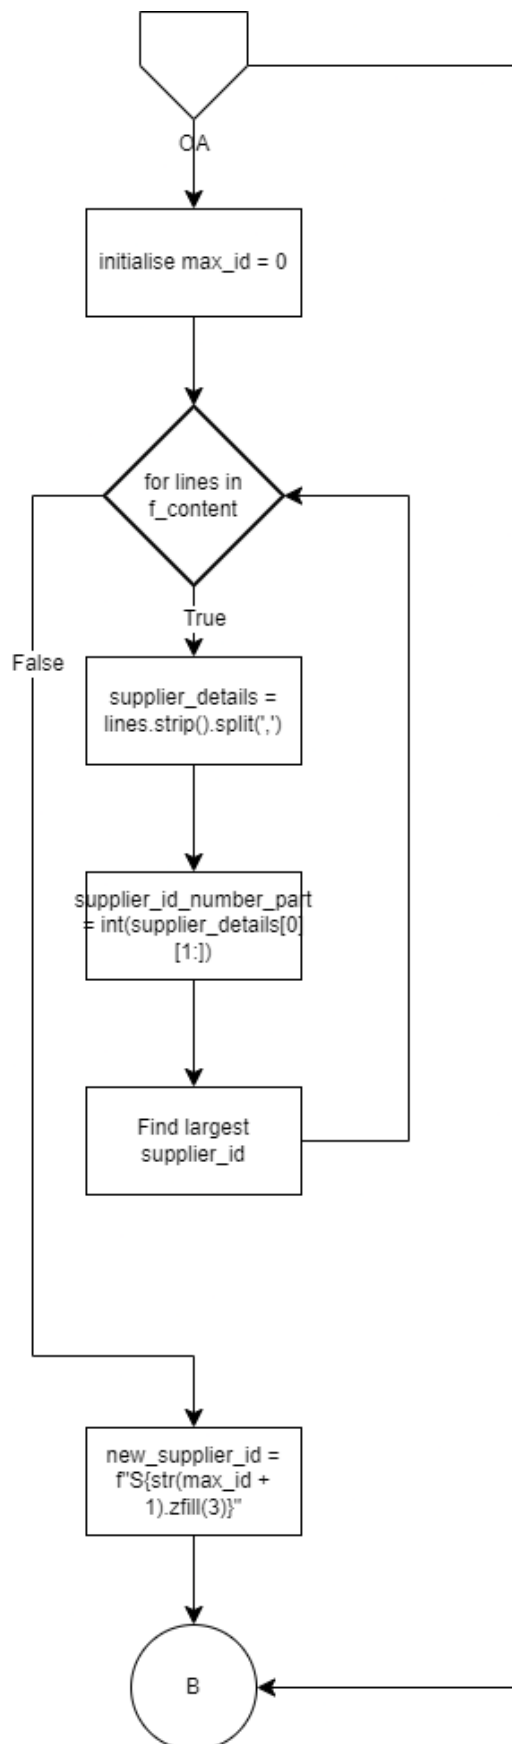 OA
initialise max_id = 0
for lines in
f_content
True
False
supplier_details =
lines.strip().split(',')
supplier_id_number_part
= int(supplier_details[0]
[1:])
Find largest
supplier_id
new_supplier_id =
f"S{str(max_id +
1).zfill(3)}"
B